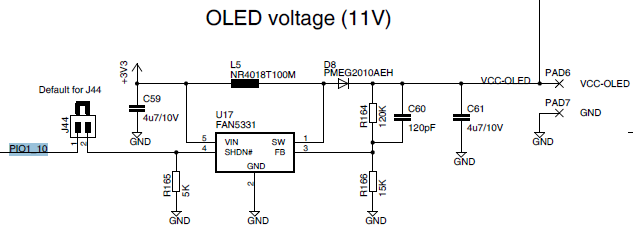 OLED voltage (11V)
+3V3
L5
NR4018T100M
D8
PMEG2010AEH
VCC-OLED
PAD6
VCC-OLED
Default for J44
J44
1
2
C59
4u7/10V
GND
U17
FAN5331
5
VIN
SW
1
4
SHDN#
FB
3
GND
2
R164
120K
C60
120pF
C61
4u7/10V
GND
PAD7
GND
GND
PIO1_10
R165
5K
GND
GND
R166
15K
GND